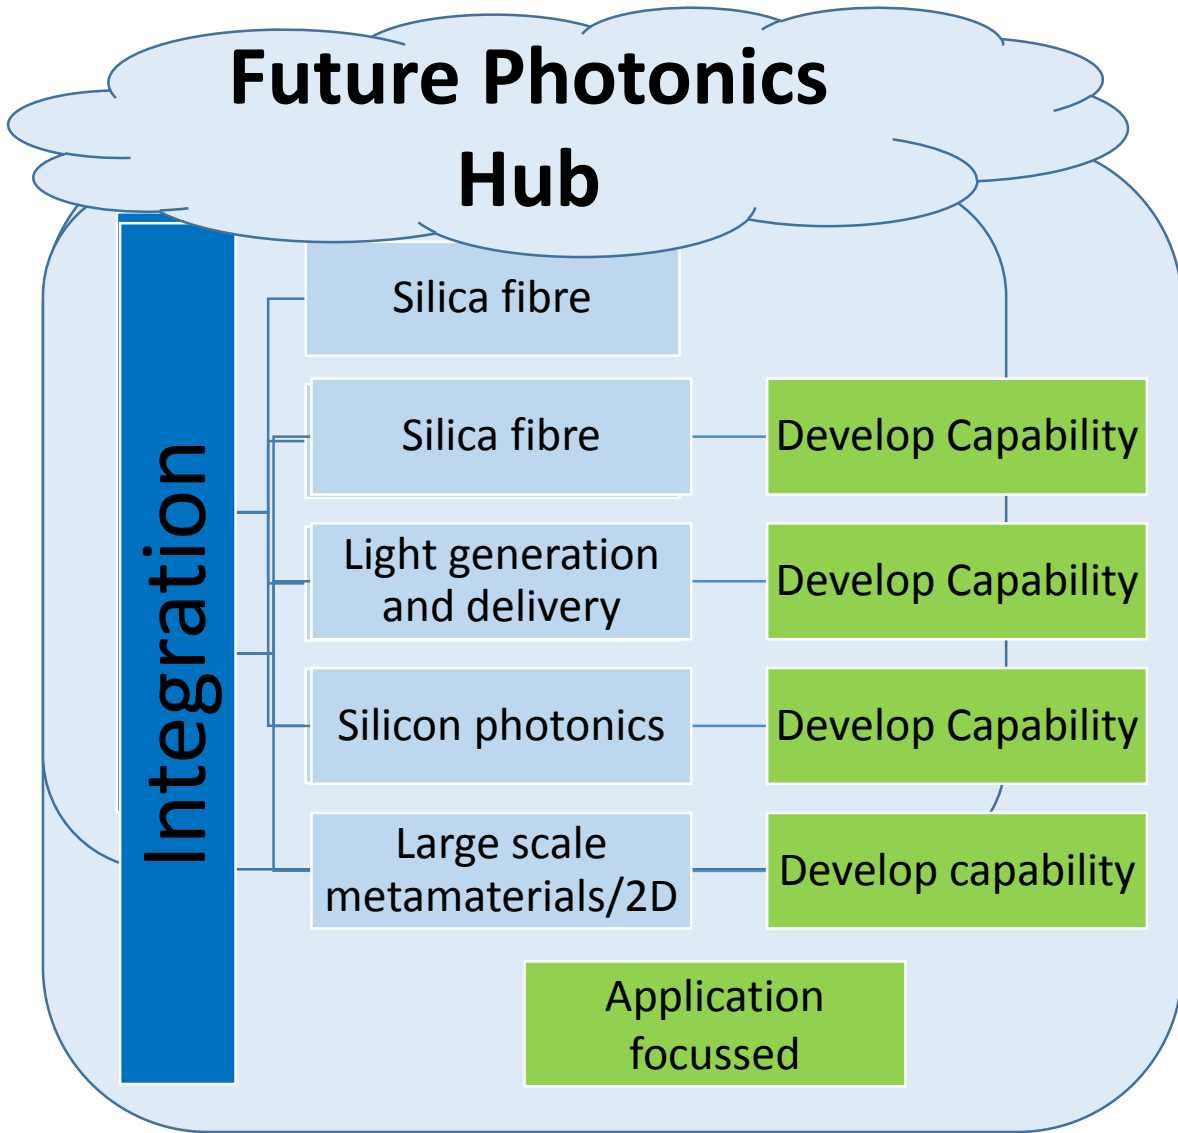 Future Photonics
Hub
Integration
Silica fibre
Silica fibre
Develop Capability
Light generation
and delivery
Develop Capability
Silicon photonics
Develop Capability
Large scale
metamaterials/2D
Develop capability
Application
focussed